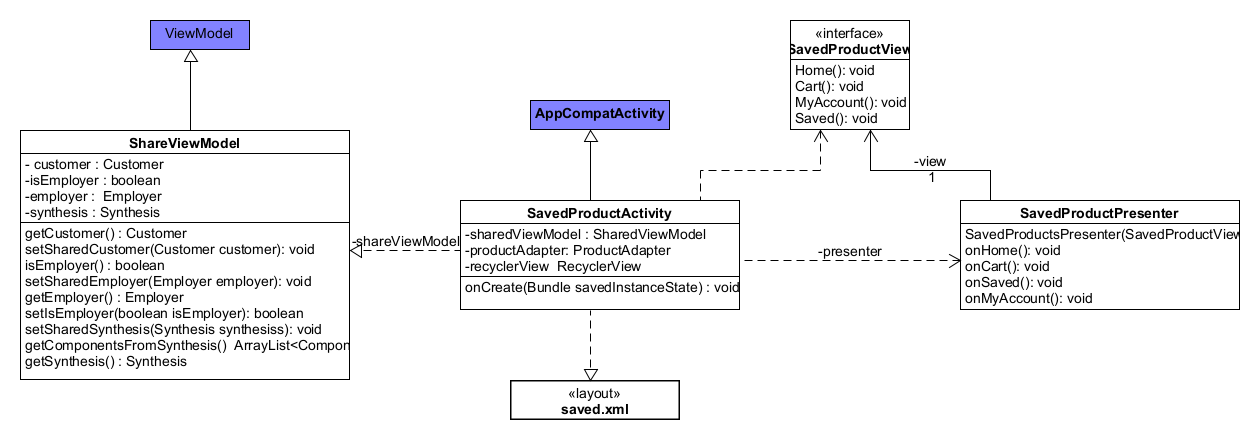 ViewModel
ShareViewModel
- customer : Customer
-isEmployer : boolean
-employer : Employer
-synthesis : Synthesis
getCustomer() : Customer
setSharedCustomer(Customer customer): void
isEmployer() : boolean
setSharedEmployer(Employer employer): void
getEmployer() : Employer
setIsEmployer(boolean isEmployer): boolean
setSharedSynthesis(Synthesis synthesiss): void
getComponentsFromSynthesis() ArrayList<Compon
getSynthesis() : Synthesis
-shareViewModel
AppCompatActivity
SavedProductActivity
-sharedViewModel : SharedViewModel
-productAdapter: ProductAdapter
-recyclerView RecyclerView
onCreate(Bundle savedInstanceState) : void
«layout»
saved.xml
«interface»
SavedProductView
Home(): void
Cart(): void
MyAccount(): void
Saved(): void
-view
1
-presenter
SavedProductPresenter
SavedProductsPresenter(SavedProductView
onHome(): void
onCart(): void
onSaved(): void
onMyAccount(): void